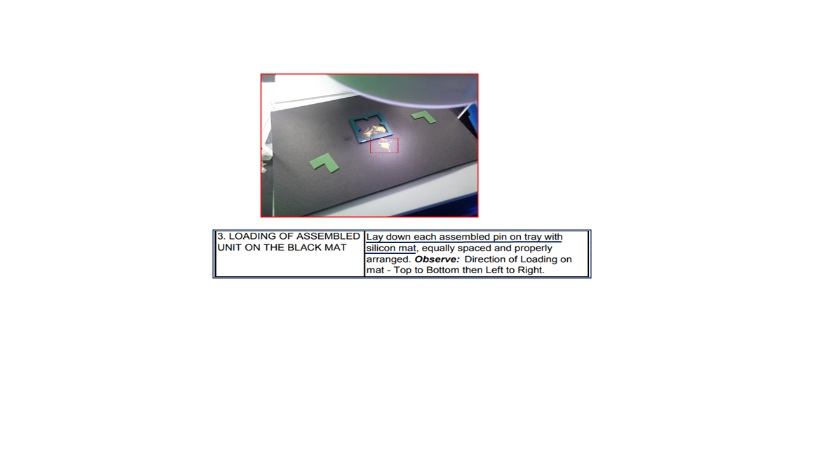 3. LOADING OF ASSEMBLED
UNIT ON THE BLACK MAT
Lay down each assembled pin on tray with
silicon mat, equally spaced and properly
arranged. Observe: Direction of Loading on
mat - Top to Bottom then Left to Right.